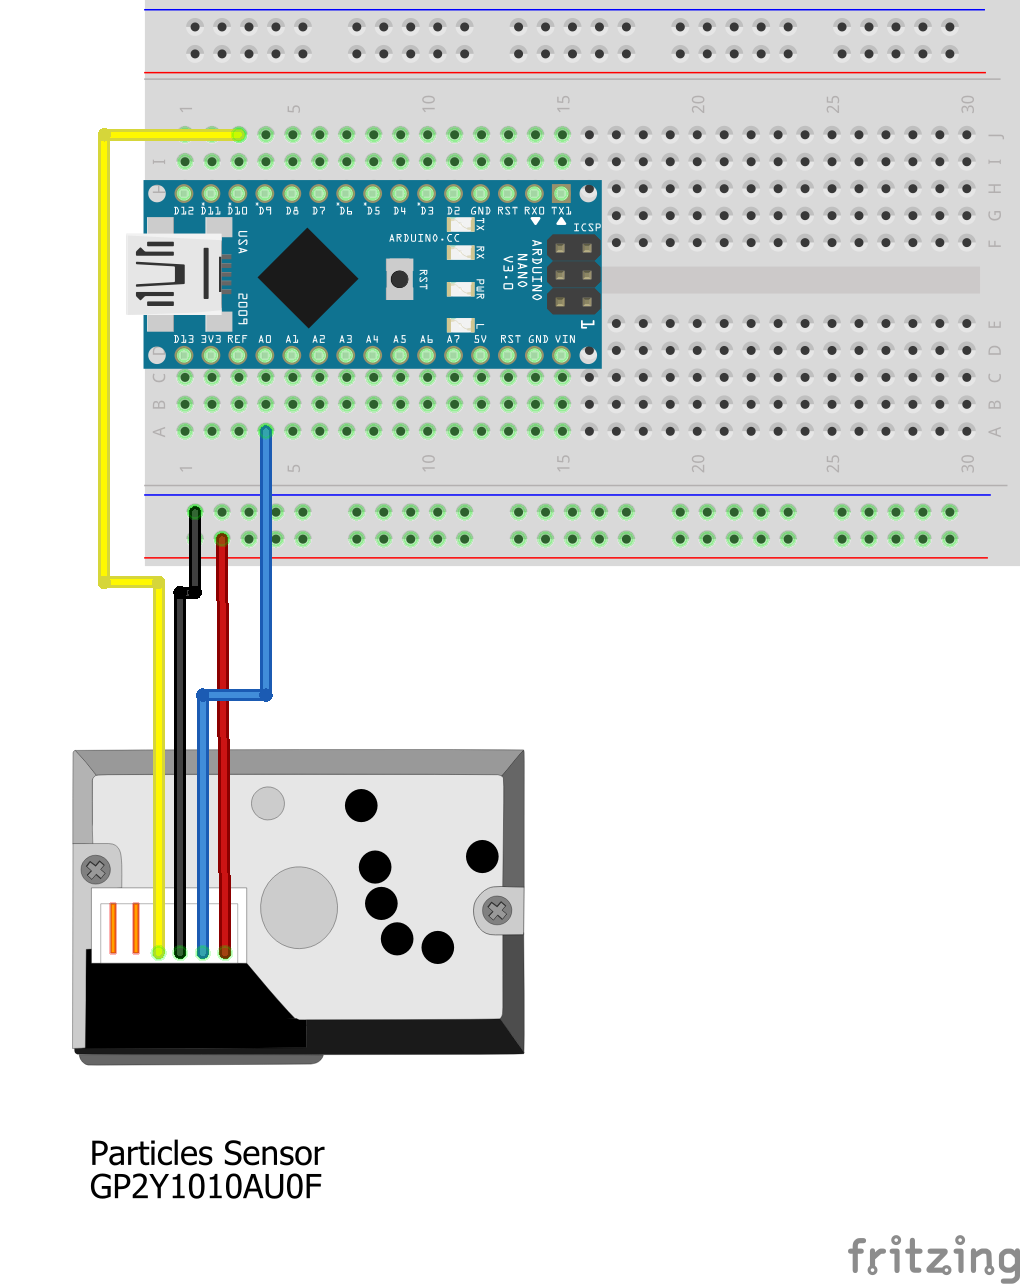 1 5 10 15 20 25 30
J
I I
H
G
F
D12 D11 D10 D9 D8 D7 D6 D5 D4 D3 D2 GND RST RX0 TX1
ICSP
TX
RX
PWR
L
ARDUINO.CC
USA
2009
RST
ARDUINO
NANO
V3.0
1
D13 3V3 REF A0 A1 A2 A3 A4 A5 A6 A7 5V RST GND VIN
E
D
C C
B B
A A
1 5 10 15 20 25 30
Particles Sensor
GP2Y1010AU0F
fritzing